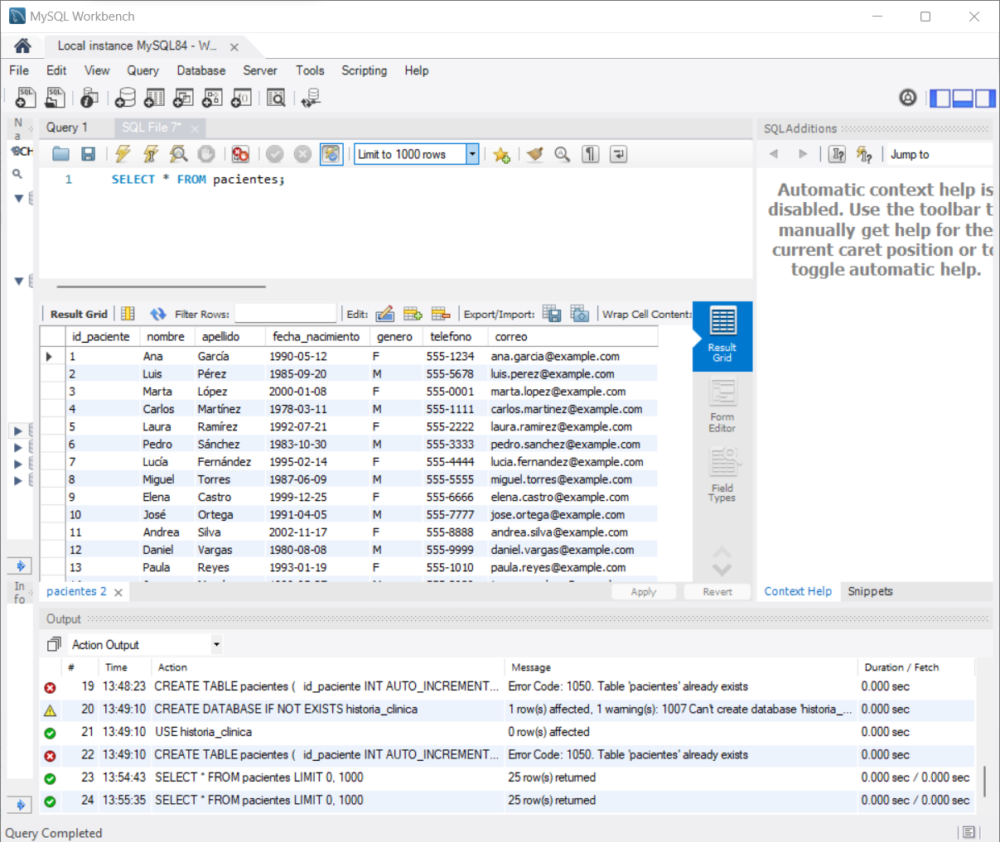 MySQL Workbench
Local instance MySQL84 - W...
File Edit View Query Database Server Tools Scripting Help
Na
Query 1 SQL File 7*
SQLAdditions
Limit to 1000 rows
Jump to
1 SELECT * FROM pacientes;
Automatic context help is
disabled. Use the toolbar t
manually get help for the
current caret position or to
toggle automatic help.
Result Grid Filter Rows: Edit: Export/Import: Wrap Cell Content:
Result Grid
Form Editor
Field Types
id_paciente nombre apellido fecha_nacimiento genero telefono correo
1 Ana García 1990-05-12 F 555-1234 ana.garcia@example.com
2 Luis Pérez 1985-09-20 M 555-5678 luis.perez@example.com
3 Marta López 2000-01-08 F 555-0001 marta.lopez@example.com
4 Carlos Martínez 1978-03-11 M 555-1111 carlos.martinez@example.com
5 Laura Ramírez 1992-07-21 F 555-2222 laura.ramirez@example.com
6 Pedro Sánchez 1983-10-30 M 555-3333 pedro.sanchez@example.com
7 Lucía Fernández 1995-02-14 F 555-4444 lucia.fernandez@example.com
8 Miguel Torres 1987-06-09 M 555-5555 miguel.torres@example.com
9 Elena Castro 1999-12-25 F 555-6666 elena.castro@example.com
10 José Ortega 1991-04-05 M 555-7777 jose.ortega@example.com
11 Andrea Silva 2002-11-17 F 555-8888 andrea.silva@example.com
12 Daniel Vargas 1980-08-08 M 555-9999 daniel.vargas@example.com
13 Paula Reyes 1993-01-19 F 555-1010 paula.reyes@example.com
Info
pacientes 2 Apply Revert
Context Help Snippets
Output
Action Output
# Time Action Message Duration / Fetch
19 13:48:23 CREATE TABLE pacientes ( id_paciente INT AUTO_INCREMENT... Error Code: 1050. Table 'pacientes' already exists 0.000 sec
20 13:49:10 CREATE DATABASE IF NOT EXISTS historia_clinica 1 row(s) affected, 1 warning(s): 1007 Can't create database 'historia_... 0.000 sec
21 13:49:10 USE historia_clinica 0 row(s) affected 0.000 sec
22 13:49:10 CREATE TABLE pacientes ( id_paciente INT AUTO_INCREMENT... Error Code: 1050. Table 'pacientes' already exists 0.000 sec
23 13:54:43 SELECT * FROM pacientes LIMIT 0, 1000 25 row(s) returned 0.000 sec / 0.000 sec
24 13:55:35 SELECT * FROM pacientes LIMIT 0, 1000 25 row(s) returned 0.000 sec / 0.000 sec
Query Completed